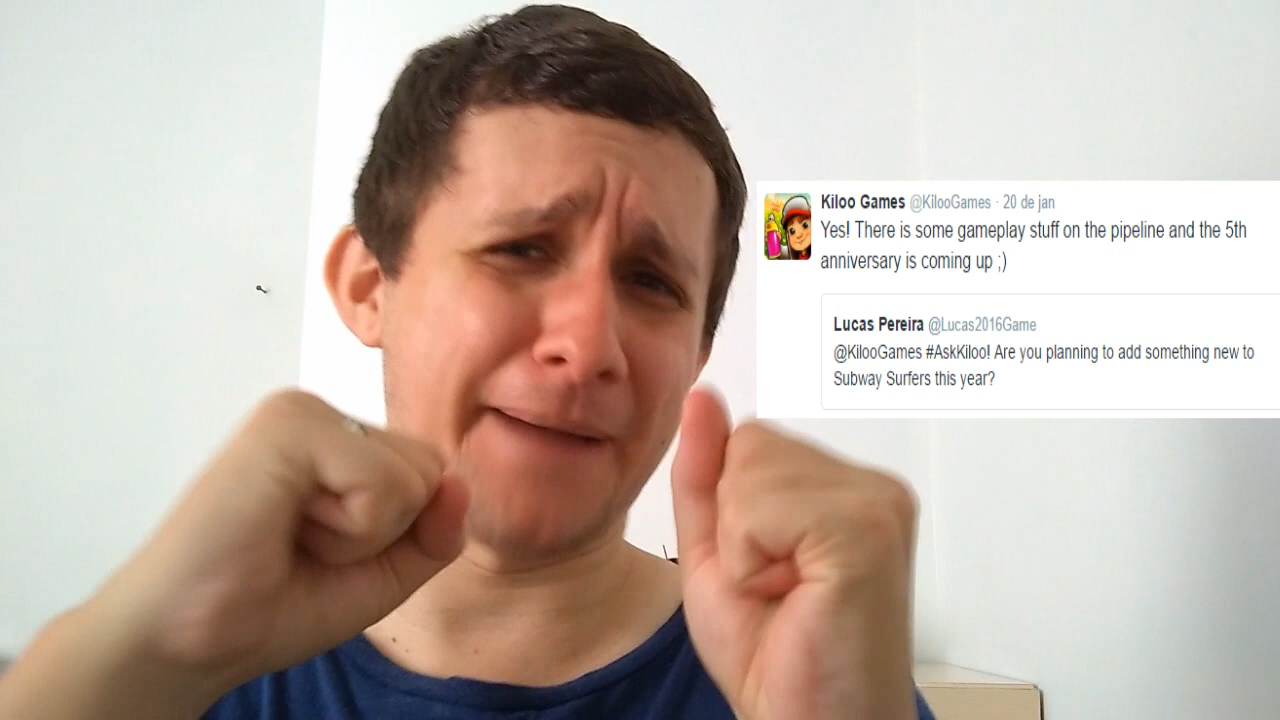 Kiloo Games @KilooGames · 20 de jan
Yes! There is some gameplay stuff on the pipeline and the 5th
anniversary is coming up ;)
Lucas Pereira @Lucas2016Game
@KilooGames #AskKiloo! Are you planning to add something new to
Subway Surfers this year?